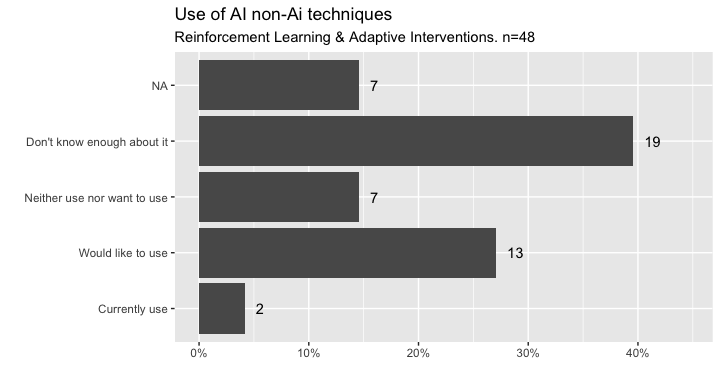 Use of AI non-Ai techniques
Reinforcement Learning & Adaptive Interventions. n=48
NA 7
Don't know enough about it 19
Neither use nor want to use 7
Would like to use 13
Currently use 2
0% 10% 20% 30% 40%